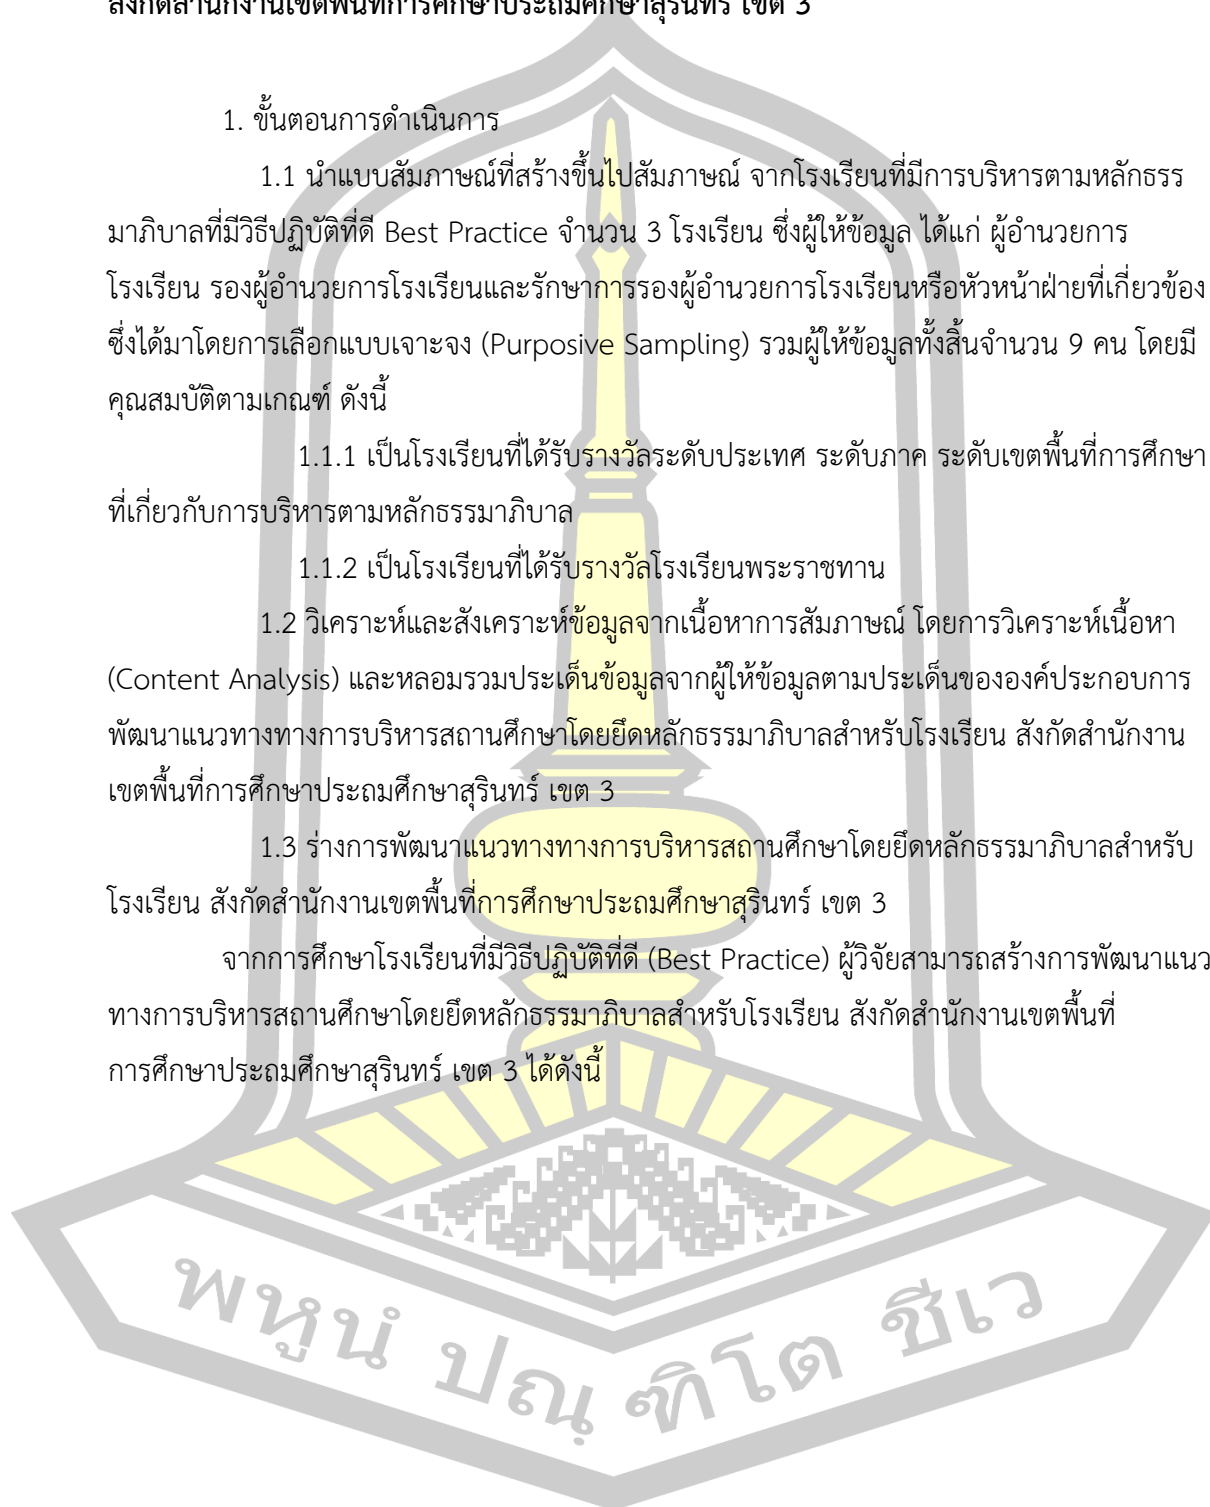 สังกัดสำนักงานเขตพื้นที่การศึกษาประถมศึกษาสุรินทร์ เขต 3
1. ขั้นตอนการดำเนินการ
1.1 นำแบบสัมภาษณ์ที่สร้างขึ้นไปสัมภาษณ์ จากโรงเรียนที่มีการบริหารตามหลักธรร
มาภิบาลที่มีวิธีปฏิบัติที่ดี Best Practice จำนวน 3 โรงเรียน ซึ่งผู้ให้ข้อมูล ได้แก่ ผู้อำนวยการ
โรงเรียน รองผู้อำนวยการโรงเรียนและรักษาการรองผู้อำนวยการโรงเรียนหรือหัวหน้าฝ่ายที่เกี่ยวข้อง
ซึ่งได้มาโดยการเลือกแบบเจาะจง (Purposive Sampling) รวมผู้ให้ข้อมูลทั้งสิ้นจำนวน 9 คน โดยมี
คุณสมบัติตามเกณฑ์ ดังนี้
1.1.1 เป็นโรงเรียนที่ได้รับรางวัลระดับประเทศ ระดับภาค ระดับเขตพื้นที่การศึกษา
ที่เกี่ยวกับการบริหารตามหลักธรรมาภิบาล
1.1.2 เป็นโรงเรียนที่ได้รับรางวัลโรงเรียนพระราชทาน
1.2 วิเคราะห์และสังเคราะห์ข้อมูลจากเนื้อหาการสัมภาษณ์ โดยการวิเคราะห์เนื้อหา
(Content Analysis) และหลอมรวมประเด็นข้อมูลจากผู้ให้ข้อมูลตามประเด็นขององค์ประกอบการ
พัฒนาแนวทางทางการบริหารสถานศึกษาโดยยึดหลักธรรมาภิบาลสำหรับโรงเรียน สังกัดสำนักงาน
เขตพื้นที่การศึกษาประถมศึกษาสุรินทร์ เขต 3
1.3 ร่างการพัฒนาแนวทางทางการบริหารสถานศึกษาโดยยึดหลักธรรมาภิบาลสำหรับ
โรงเรียน สังกัดสำนักงานเขตพื้นที่การศึกษาประถมศึกษาสุรินทร์ เขต 3
จากการศึกษาโรงเรียนที่มีวิธีปฏิบัติที่ดี (Best Practice) ผู้วิจัยสามารถสร้างการพัฒนาแนว
ทางการบริหารสถานศึกษาโดยยึดหลักธรรมาภิบาลสำหรับโรงเรียน สังกัดสำนักงานเขตพื้นที่
การศึกษาประถมศึกษาสุรินทร์ เขต 3 ได้ดังนี้
พหูนํ ปณฺฑิโต ชีเว